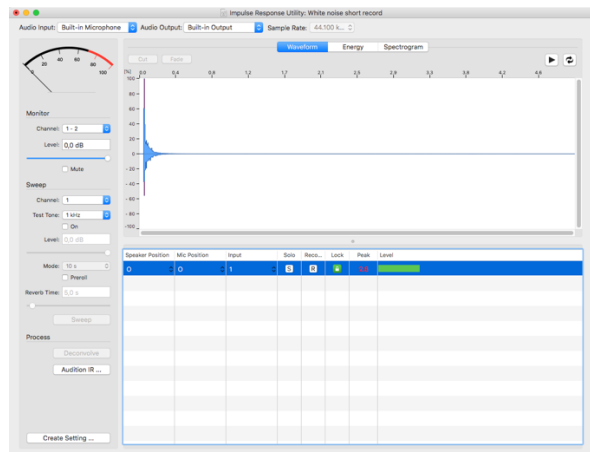 Impulse Response Utility: White noise short record
Audio Input: Built-in Microphone Audio Output: Built-in Output Sample Rate: 44.100 k...
Waveform Energy Spectrogram
Cut Fade
20 40 60 80 100
[%] 0,0 0,4 0,8 1,2 1,7 2,1 2,5 2,9 3,3 3,8 4,2 4,6
100
80
60
40
20
0
-20
-40
-60
-80
-100
Monitor
Channel: 1 - 2
Level: 0,0 dB
Mute
Sweep
Channel: 1
Test Tone: 1 kHz
On
Level: 0,0 dB
Mode: 10 s
Preroll
Reverb Time: 5,0 s
Sweep
Process
Deconvolve
Audition IR ...
Create Setting ...
Speaker Position Mic Position Input Solo Reco... Lock Peak Level
O O 1 S R